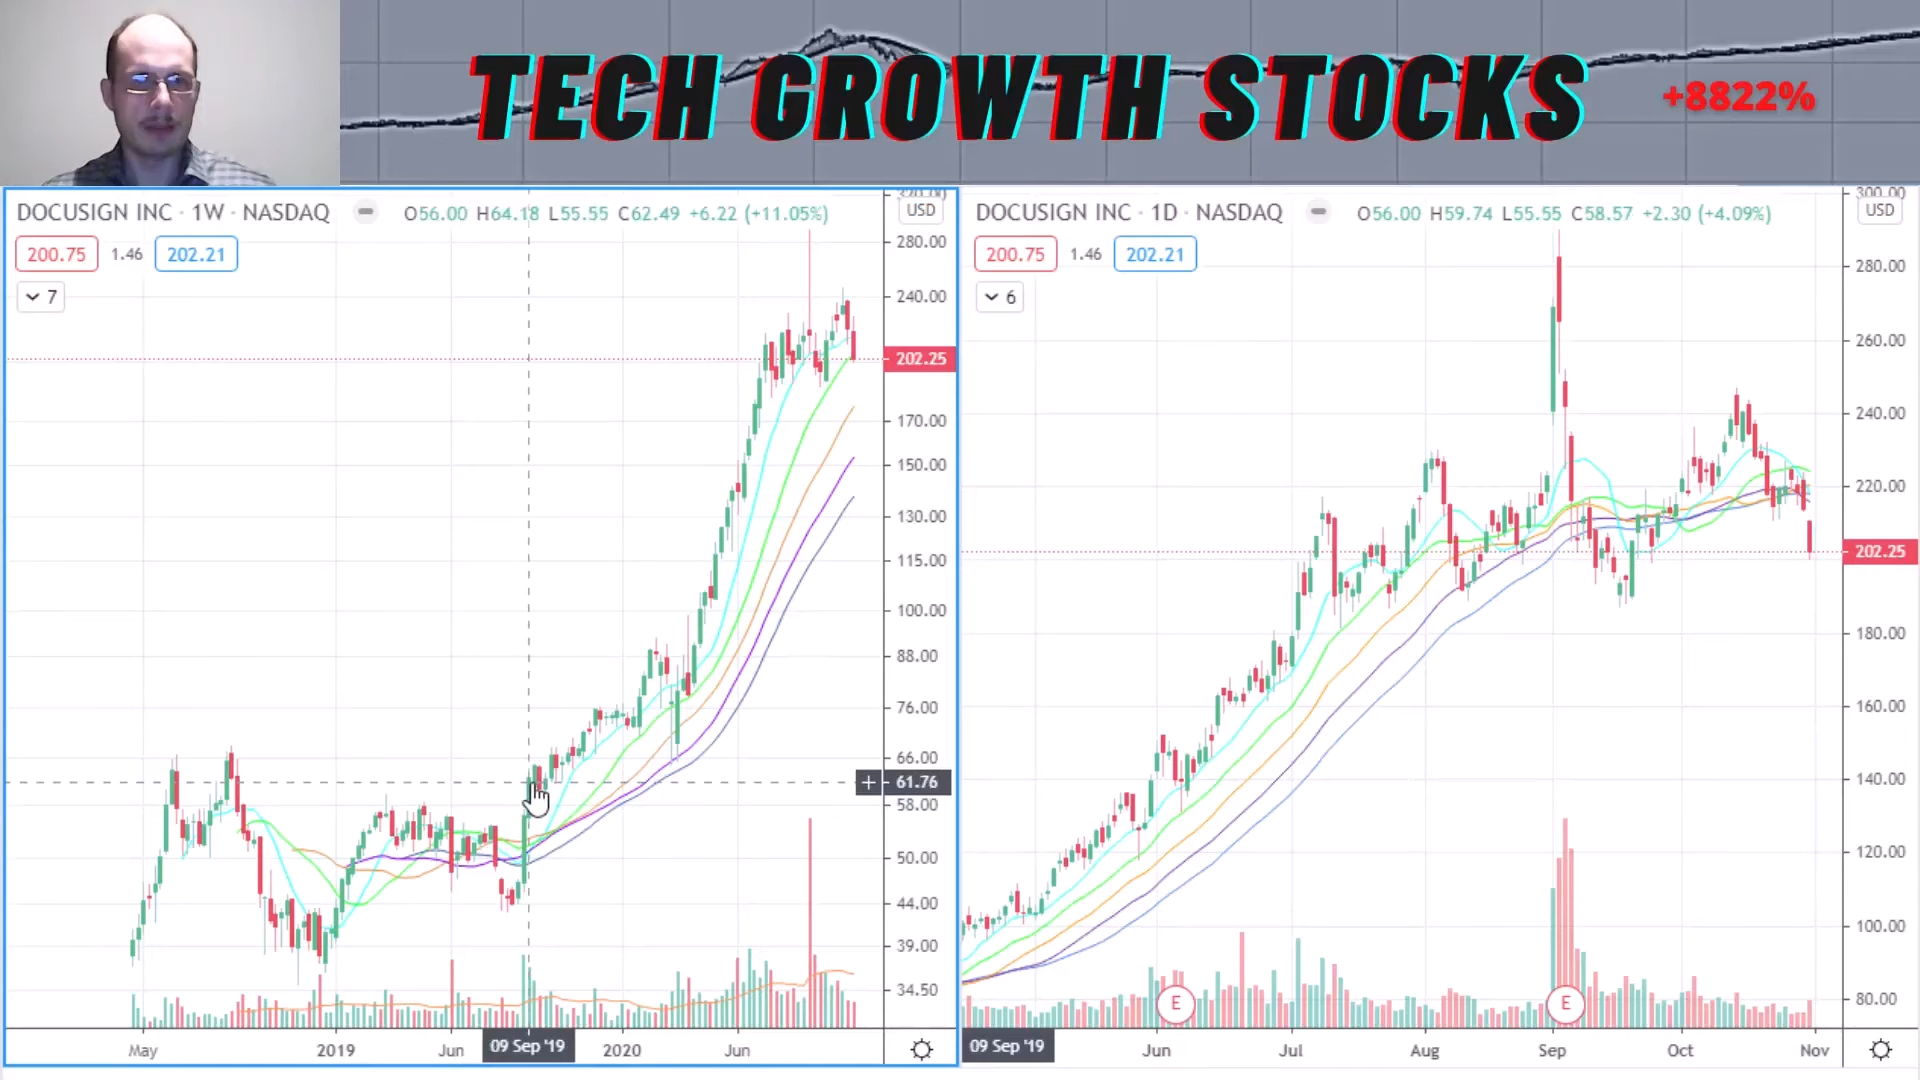 TECH GROWTH STOCKS
+8822%
DOCUSIGN INC · 1W · NASDAQ
O56.00 H64.18 L55.55 C62.49 +6.22 (+11.05%)
200.75 1.46 202.21
7
320.00
USD
280.00
240.00
202.25
170.00
150.00
130.00
115.00
100.00
88.00
76.00
66.00
61.76
58.00
50.00
44.00
39.00
34.50
May 2019 Jun 09 Sep '19 2020 Jun
DOCUSIGN INC · 1D · NASDAQ
O56.00 H59.74 L55.55 C58.57 +2.30 (+4.09%)
200.75 1.46 202.21
6
300.00
USD
280.00
260.00
240.00
220.00
202.25
180.00
160.00
140.00
120.00
100.00
80.00
E E
09 Sep '19 Jun Jul Aug Sep Oct Nov